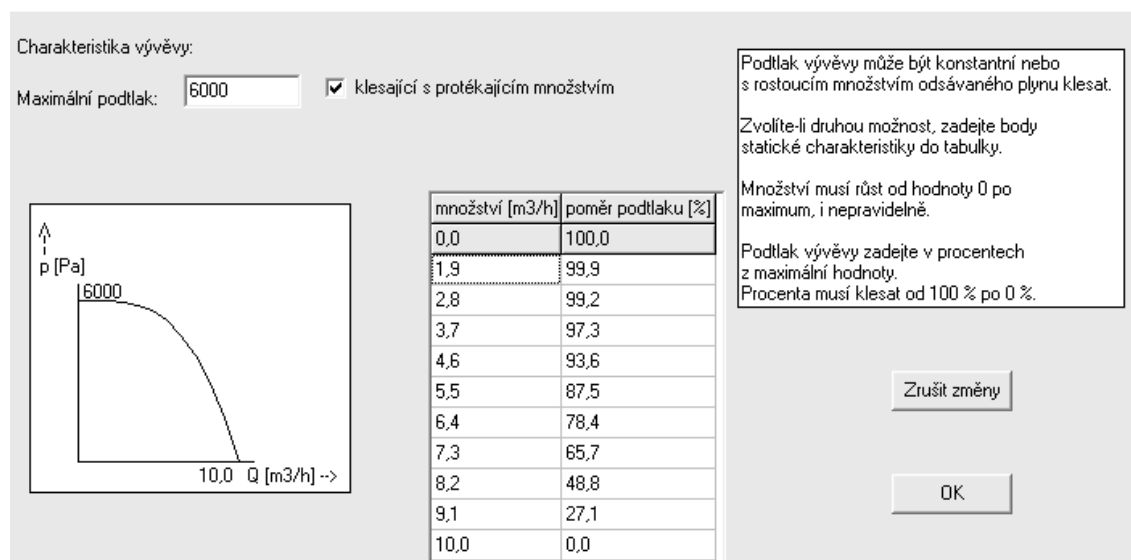 Charakteristika vývěvy:
Maximální podtlak: 6000 klesající s protékajícím množstvím
Podtlak vývěvy může být konstantní nebo
s rostoucím množstvím odsávaného plynu klesat.
Zvolíte-li druhou možnost, zadejte body
statické charakteristiky do tabulky.
Množství musí růst od hodnoty 0 po
maximum, i nepravidelně.
Podtlak vývěvy zadejte v procentech
z maximální hodnoty.
Procenta musí klesat od 100 % po 0 %.
p [Pa]
6000
10,0 Q [m3/h] -->
množství [m3/h] poměr podtlaku [%]
0,0 100,0
1,9 99,9
2,8 99,2
3,7 97,3
4,6 93,6
5,5 87,5
6,4 78,4
7,3 65,7
8,2 48,8
9,1 27,1
10,0 0,0
Zrušit změny
OK